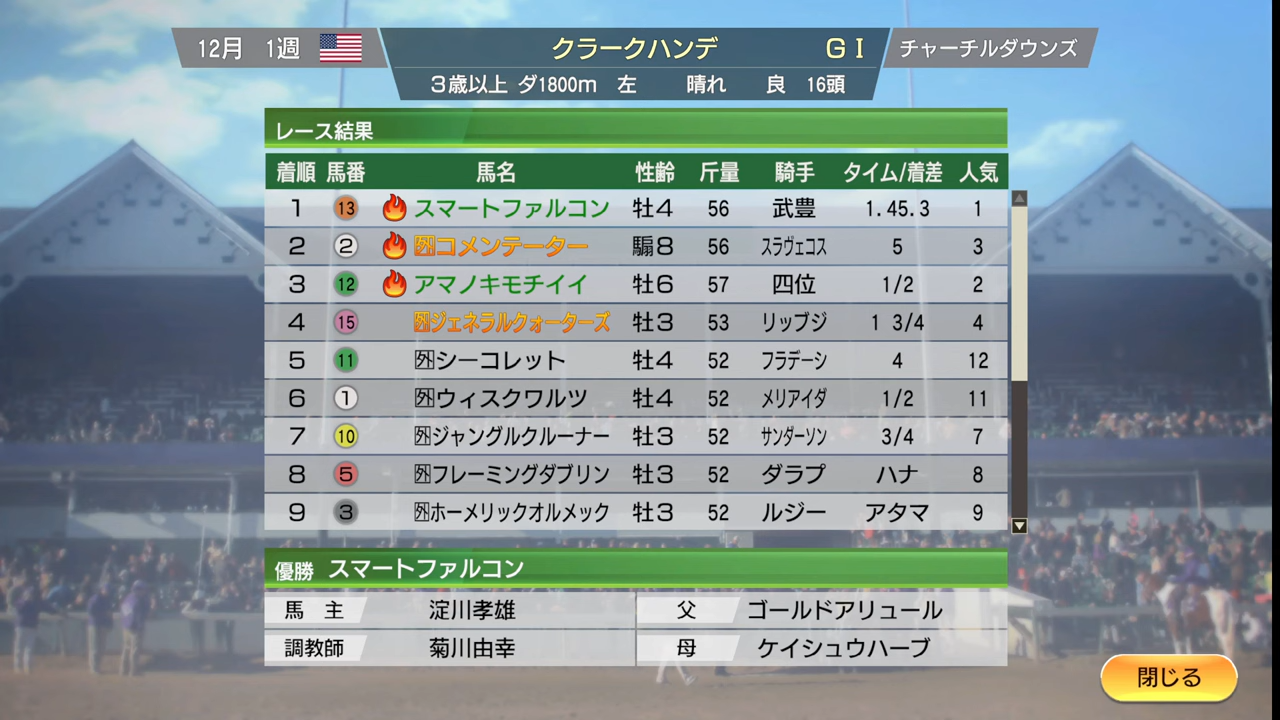 12月 1週 クラークハンデ GⅠ チャーチルダウンズ
3歳以上 ダ1800m 左 晴れ 良 16頭
レース結果
着順 馬番 馬名 性齢 斤量 騎手 タイム/着差 人気
1 13 スマートファルコン 牡4 56 武豊 1.45.3 1
2 2 外コメンテーター 騸8 56 スラヴェコス 5 3
3 12 アマノキモチイイ 牡6 57 四位 1/2 2
4 15 外ジェネラルクォーターズ 牡3 53 リップジ 1 3/4 4
5 11 外シーコレット 牡4 52 フラデーシ 4 12
6 1 外ウィスクワルツ 牡4 52 メリアイダ 1/2 11
7 10 外ジャングルクルーナー 牡3 52 サンダーソン 3/4 7
8 5 外フレーミングダブリン 牡3 52 ダラプ ハナ 8
9 3 外ホーメリックオルメック 牡3 52 ルジー アタマ 9
優勝 スマートファルコン
馬主 淀川孝雄 父 ゴールドアリュール
調教師 菊川由幸 母 ケイシュウハーブ
閉じる